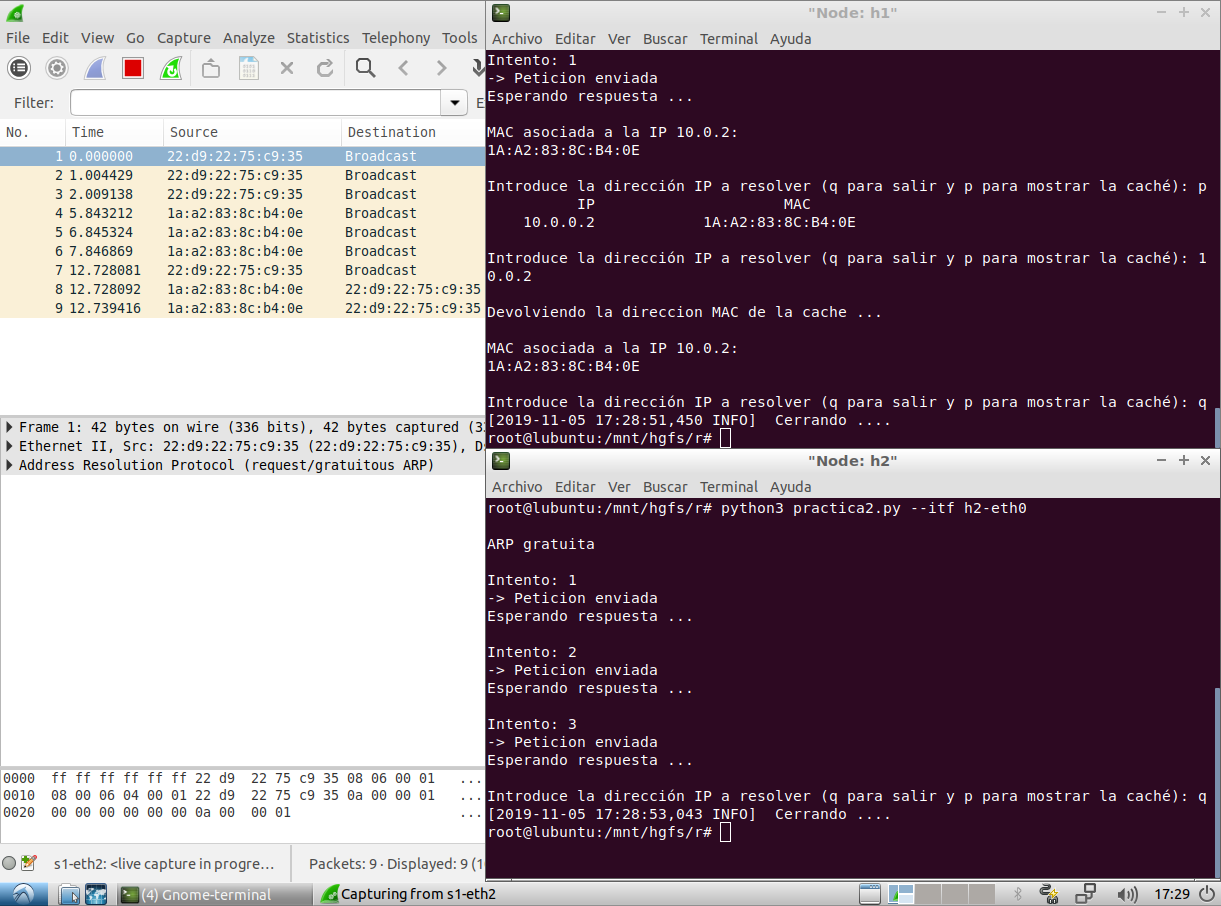 File Edit View Go Capture Analyze Statistics Telephony Tools
Filter:
No. Time Source Destination
1 0.000000 22:d9:22:75:c9:35 Broadcast
2 1.004429 22:d9:22:75:c9:35 Broadcast
3 2.009138 22:d9:22:75:c9:35 Broadcast
4 5.843212 1a:a2:83:8c:b4:0e Broadcast
5 6.845324 1a:a2:83:8c:b4:0e Broadcast
6 7.846869 1a:a2:83:8c:b4:0e Broadcast
7 12.728081 22:d9:22:75:c9:35 Broadcast
8 12.728092 1a:a2:83:8c:b4:0e 22:d9:22:75:c9:35
9 12.739416 1a:a2:83:8c:b4:0e 22:d9:22:75:c9:35
Frame 1: 42 bytes on wire (336 bits), 42 bytes captured (3
Ethernet II, Src: 22:d9:22:75:c9:35 (22:d9:22:75:c9:35), D
Address Resolution Protocol (request/gratuitous ARP)
0000 ff ff ff ff ff ff 22 d9 22 75 c9 35 08 06 00 01 ...
0010 08 00 06 04 00 01 22 d9 22 75 c9 35 0a 00 00 01 ...
0020 00 00 00 00 00 00 0a 00 00 01 ...
s1-eth2: <live capture in progre... Packets: 9 · Displayed: 9 (1
"Node: h1"
Archivo Editar Ver Buscar Terminal Ayuda
Intento: 1
-> Peticion enviada
Esperando respuesta ...
MAC asociada a la IP 10.0.2:
1A:A2:83:8C:B4:0E
Introduce la dirección IP a resolver (q para salir y p para mostrar la caché): p
IP MAC
10.0.0.2 1A:A2:83:8C:B4:0E
Introduce la dirección IP a resolver (q para salir y p para mostrar la caché): 1
0.0.2
Devolviendo la direccion MAC de la cache ...
MAC asociada a la IP 10.0.2:
1A:A2:83:8C:B4:0E
Introduce la dirección IP a resolver (q para salir y p para mostrar la caché): q
[2019-11-05 17:28:51,450 INFO] Cerrando ....
root@lubuntu:/mnt/hgfs/r#
"Node: h2"
Archivo Editar Ver Buscar Terminal Ayuda
root@lubuntu:/mnt/hgfs/r# python3 practica2.py --itf h2-eth0
ARP gratuita
Intento: 1
-> Peticion enviada
Esperando respuesta ...
Intento: 2
-> Peticion enviada
Esperando respuesta ...
Intento: 3
-> Peticion enviada
Esperando respuesta ...
Introduce la dirección IP a resolver (q para salir y p para mostrar la caché): q
[2019-11-05 17:28:53,043 INFO] Cerrando ....
root@lubuntu:/mnt/hgfs/r#
(4) Gnome-terminal Capturing from s1-eth2 17:29